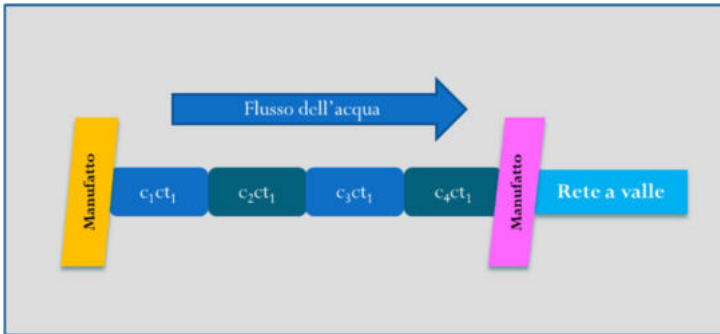 Flusso dell'acqua
Manufatto
c₁ct₁
c₂ct₁
c₃ct₁
c₄ct₁
Manufatto
Rete a valle